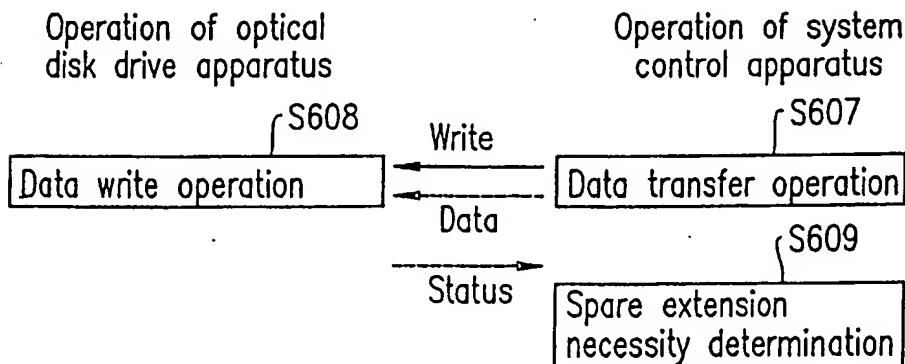 Operation of optical
disk drive apparatus
Operation of system
control apparatus
S608
S607
Write
Data write operation
Data transfer operation
Data
S609
Status
Spare extension
necessity determination